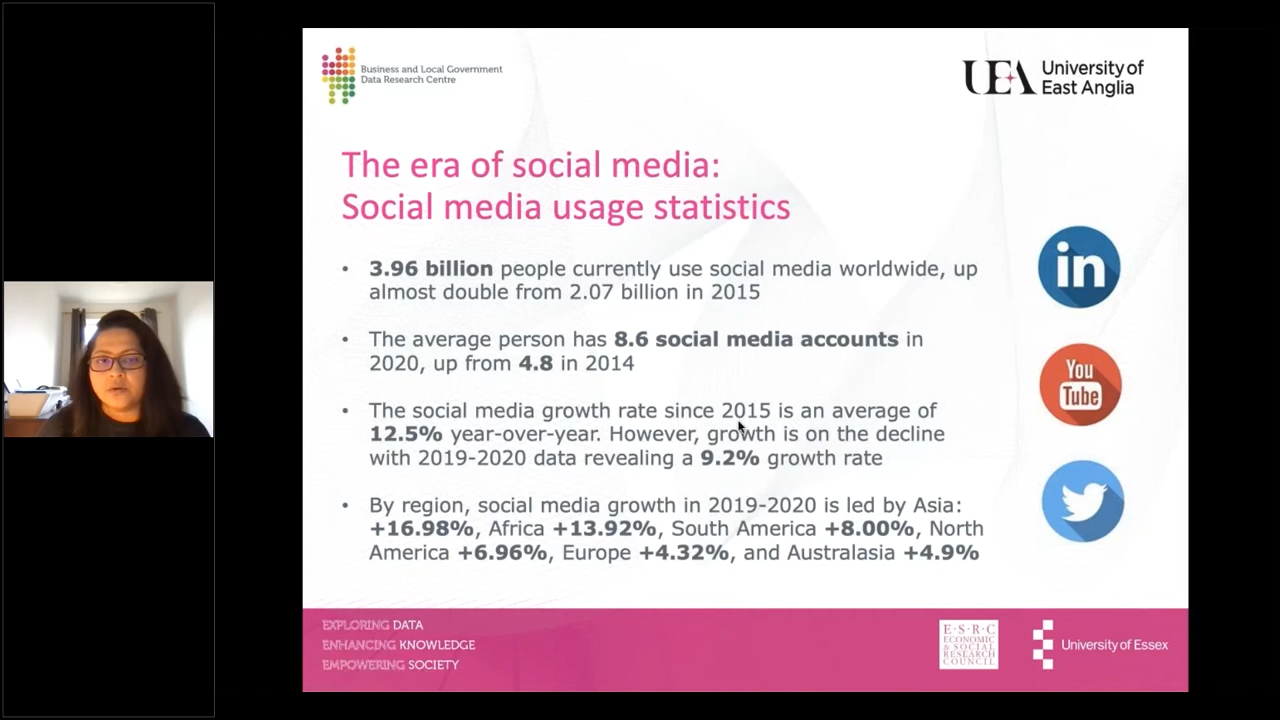 Business and Local Government
Data Research Centre
UEA University of
East Anglia
The era of social media:
Social media usage statistics
• 3.96 billion people currently use social media worldwide, up
almost double from 2.07 billion in 2015
• The average person has 8.6 social media accounts in
2020, up from 4.8 in 2014
• The social media growth rate since 2015 is an average of
12.5% year-over-year. However, growth is on the decline
with 2019-2020 data revealing a 9.2% growth rate
• By region, social media growth in 2019-2020 is led by Asia:
+16.98%, Africa +13.92%, South America +8.00%, North
America +6.96%, Europe +4.32%, and Australasia +4.9%
in
You
Tube
EXPLORING DATA
ENHANCING KNOWLEDGE
EMPOWERING SOCIETY
E·S·R·C
ECONOMIC
& SOCIAL
RESEARCH
COUNCIL
University of Essex